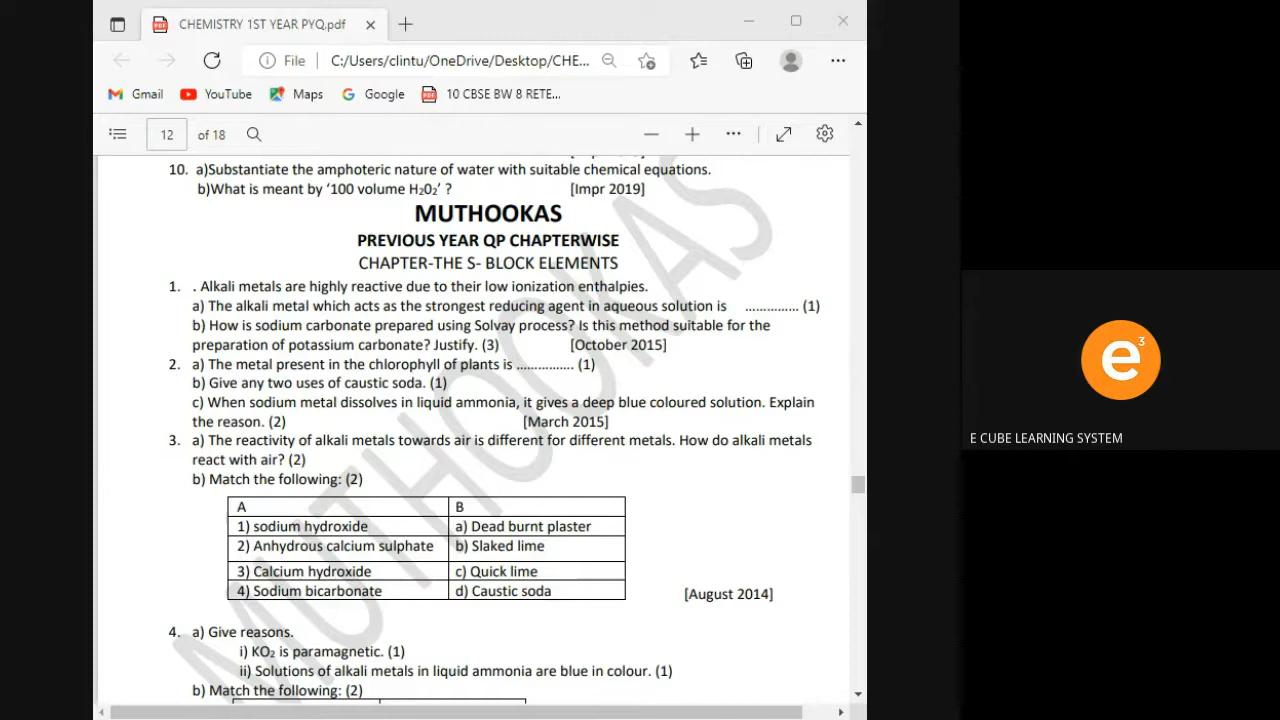 CHEMISTRY 1ST YEAR PYQ.pdf
File C:/Users/clintu/OneDrive/Desktop/CHE...
Gmail YouTube Maps Google 10 CBSE BW 8 RETE...
12 of 18
10. a)Substantiate the amphoteric nature of water with suitable chemical equations.
b)What is meant by ‘100 volume H₂0₂’ ? [Impr 2019]
MUTHOOKAS
PREVIOUS YEAR QP CHAPTERWISE
CHAPTER-THE S- BLOCK ELEMENTS
1. . Alkali metals are highly reactive due to their low ionization enthalpies.
a) The alkali metal which acts as the strongest reducing agent in aqueous solution is ............... (1)
b) How is sodium carbonate prepared using Solvay process? Is this method suitable for the
preparation of potassium carbonate? Justify. (3) [October 2015]
2. a) The metal present in the chlorophyll of plants is ................ (1)
b) Give any two uses of caustic soda. (1)
c) When sodium metal dissolves in liquid ammonia, it gives a deep blue coloured solution. Explain
the reason. (2) [March 2015]
3. a) The reactivity of alkali metals towards air is different for different metals. How do alkali metals
react with air? (2)
b) Match the following: (2)
A B
1) sodium hydroxide a) Dead burnt plaster
2) Anhydrous calcium sulphate b) Slaked lime
3) Calcium hydroxide c) Quick lime
4) Sodium bicarbonate d) Caustic soda
[August 2014]
4. a) Give reasons.
i) KO₂ is paramagnetic. (1)
ii) Solutions of alkali metals in liquid ammonia are blue in colour. (1)
b) Match the following: (2)
MUTHOOKAS
e³
E CUBE LEARNING SYSTEM